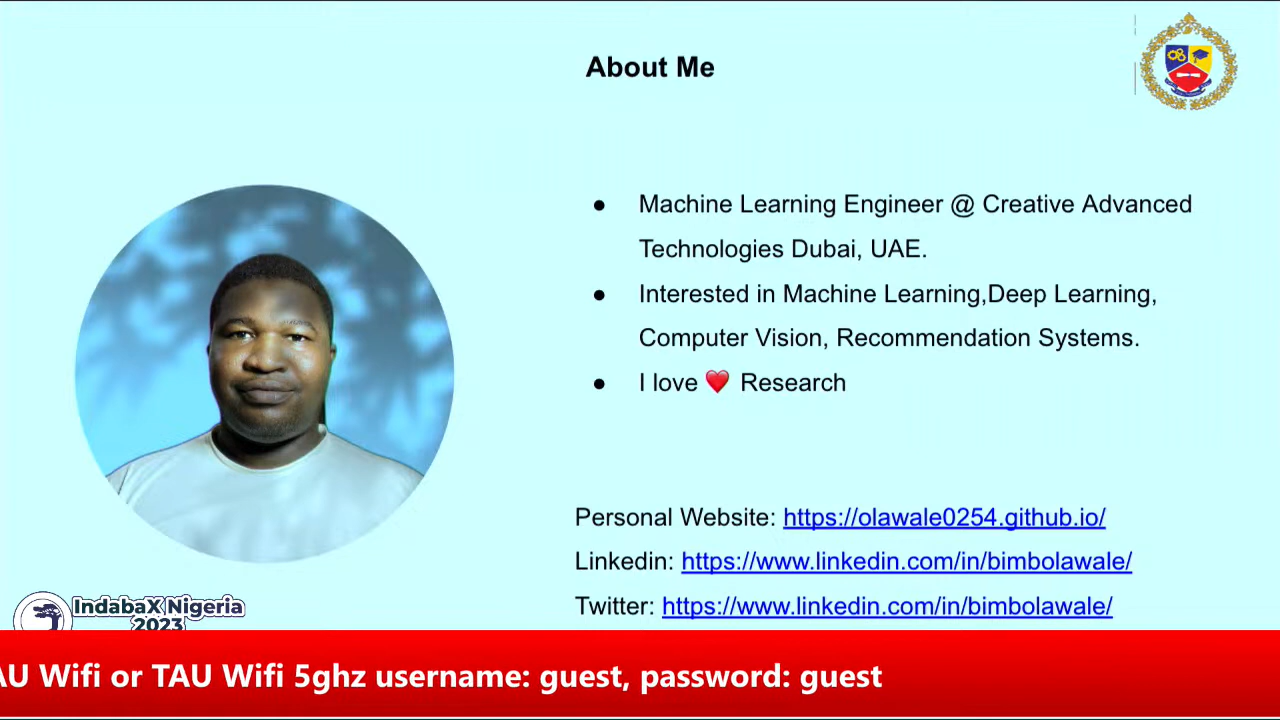 About Me
● Machine Learning Engineer @ Creative Advanced
Technologies Dubai, UAE.
● Interested in Machine Learning,Deep Learning,
Computer Vision, Recommendation Systems.
● I love ❤️ Research
Personal Website: https://olawale0254.github.io/
Linkedin: https://www.linkedin.com/in/bimbolawale/
Twitter: https://www.linkedin.com/in/bimbolawale/
IndabaX Nigeria
2023
AU Wifi or TAU Wifi 5ghz username: guest, password: guest